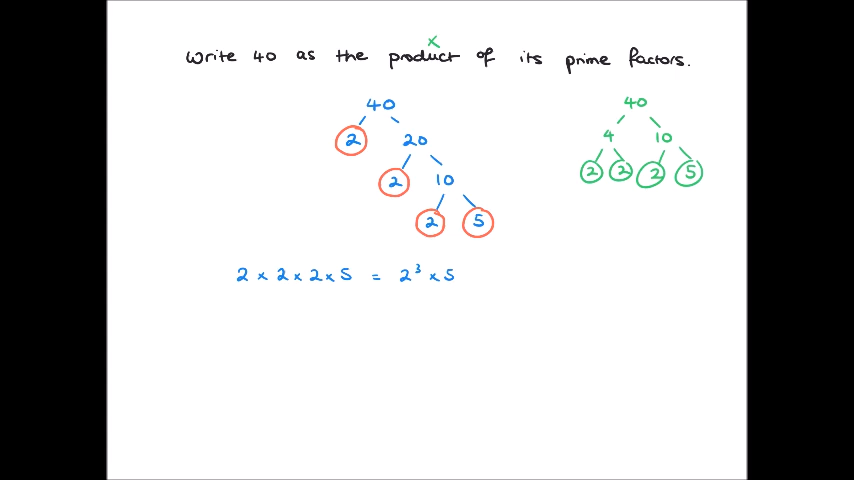 ×
Write 40 as the product of its prime factors.
40
2 20
2 10
2 5
40
4 10
2 2 2 5
2 × 2 × 2 × 5 = 2³ × 5